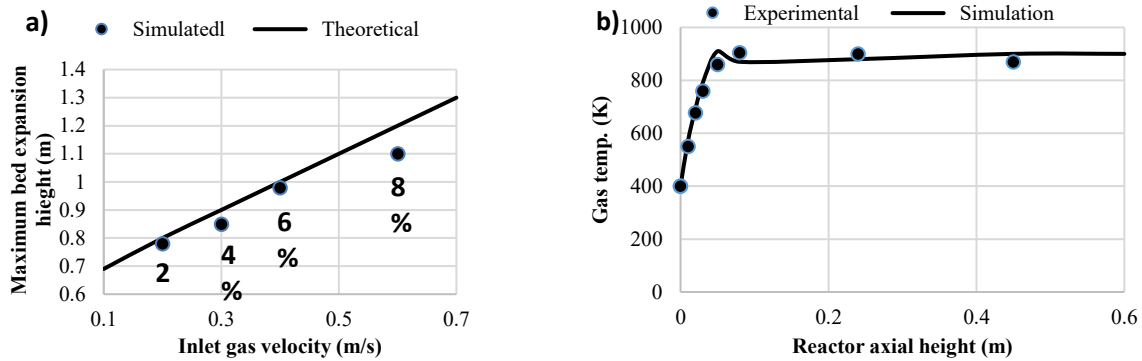 a)
Simulatedl
Theoretical
Maximum bed expansion
hieght (m)
1.4
1.3
1.2
1.1
1
0.9
0.8
0.7
0.6
2
4
%
6
%
8
%
0.1
0.3
0.5
0.7
Inlet gas velocity (m/s)
b)
Experimental
Simulation
Gas temp. (K)
1000
800
600
400
200
0
0
0.2
0.4
0.6
Reactor axial height (m)